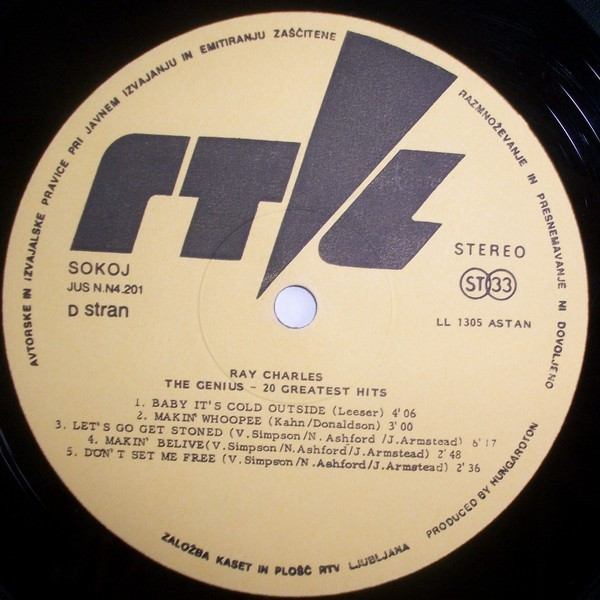 AVTORSKE IN IZVAJALSKE PRAVICE PRI JAVNEM IZVAJANJU IN EMITIRANJU ZAŠČITENE
RAZMNOŽEVANJE IN PRESNEMAVANJE NI DOVOLJENO
RTL
SOKOJ
JUS N.N4.201
D stran
STEREO
ST 33
LL 1305 ASTAN
RAY CHARLES
THE GENIUS - 20 GREATEST HITS
1. BABY IT'S COLD OUTSIDE (Leeser) 4'06
2. MAKIN' WHOOPEE (Kahn/Donaldson) 3'00
3. LET'S GO GET STONED (V.Simpson/N. Ashford /J.Armstead) 6'17
4. MAKIN' BELIVE(V.Simpson/N.Ashford/J.Armstead) 2'48
5. DON'T SET ME FREE (V.Simpson/N.Ashford/J.Armstead) 2'36
ZALOŽBA KASET IN PLOŠČ RTV LJUBLJANA
PRODUCED BY HUNGAROTON